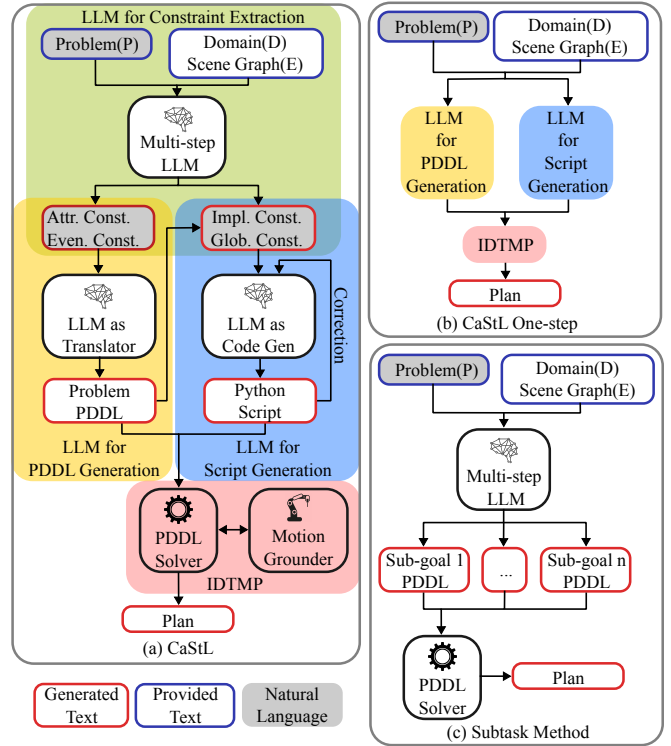 LLM for Constraint Extraction
Problem(P)
Domain(D)
Scene Graph(E)
Multi-step
LLM
Attr. Const.
Even. Const.
Impl. Const.
Glob. Const.
LLM as
Translator
LLM as
Code Gen
Correction
Problem
PDDL
Python
Script
LLM for
PDDL Generation
LLM for
Script Generation
PDDL
Solver
Motion
Grounder
IDTMP
Plan
(a) CaStL
Generated
Text
Provided
Text
Natural
Language
Problem(P)
Domain(D)
Scene Graph(E)
LLM
for
PDDL
Generation
LLM
for
Script
Generation
IDTMP
Plan
(b) CaStL One-step
Problem(P)
Domain(D)
Scene Graph(E)
Multi-step
LLM
Sub-goal 1
PDDL
...
Sub-goal n
PDDL
PDDL
Solver
Plan
(c) Subtask Method